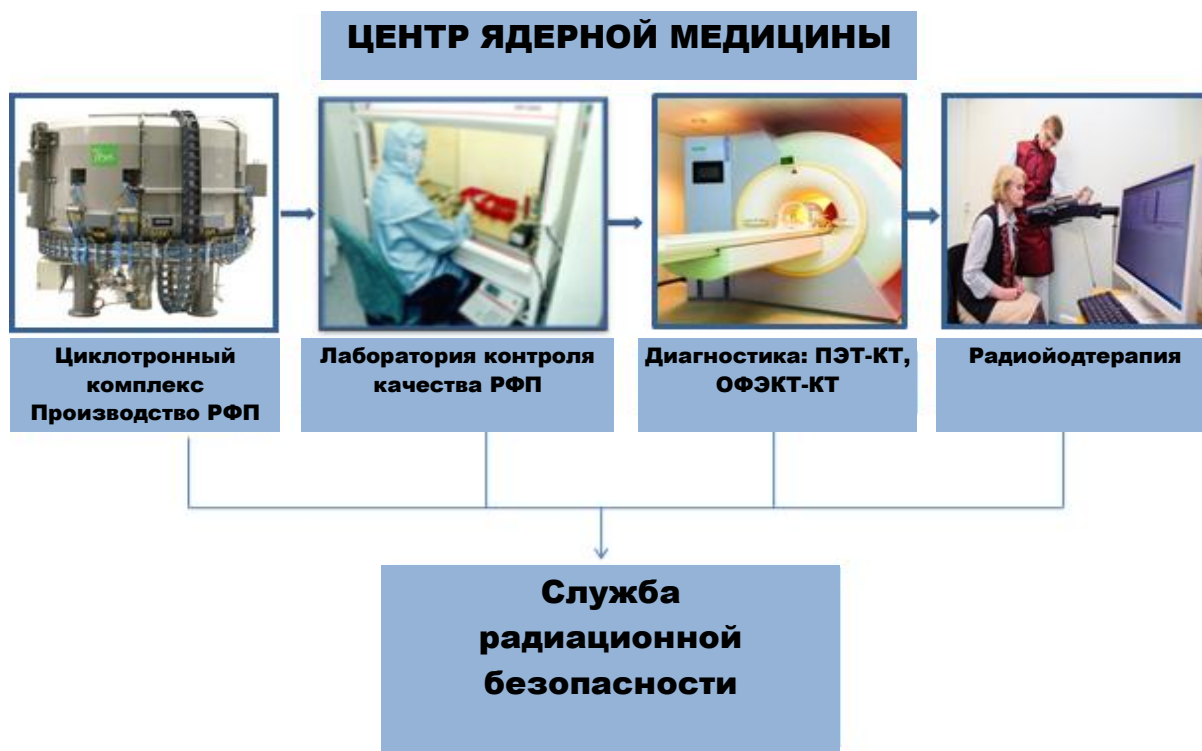 ЦЕНТР ЯДЕРНОЙ МЕДИЦИНЫ
Циклотронный
комплекс
Производство РФП
Лаборатория контроля
качества РФП
Диагностика: ПЭТ-КТ,
ОФЭКТ-КТ
Радиойодтерапия
Служба
радиационной
безопасности